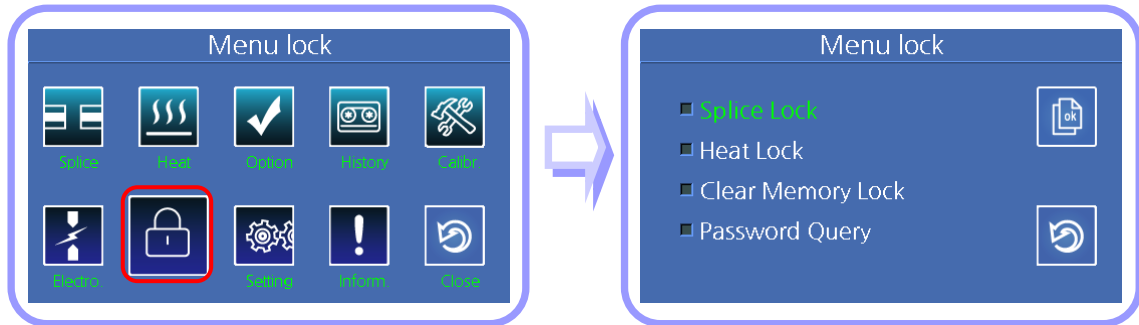 Menu lock
Splice Heat Option History Calibr.
Electro. Setting Inform. Close
Menu lock
Splice Lock
ok
Heat Lock
Clear Memory Lock
Password Query